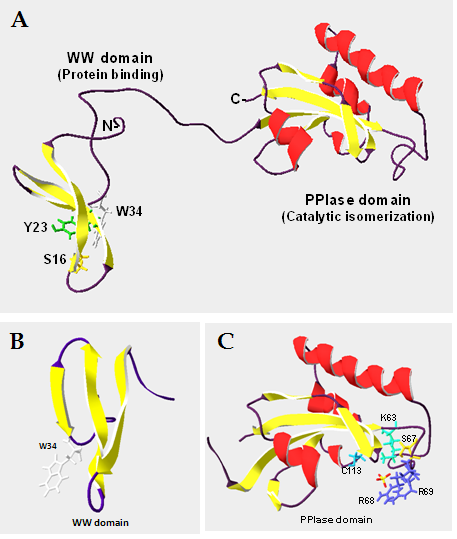 A
WW domain
(Protein binding)
N
C
PPIase domain
(Catalytic isomerization)
W34
Y23
S16
B
W34
WW domain
C
K63
S67
C113
R68
R69
PPIase domain